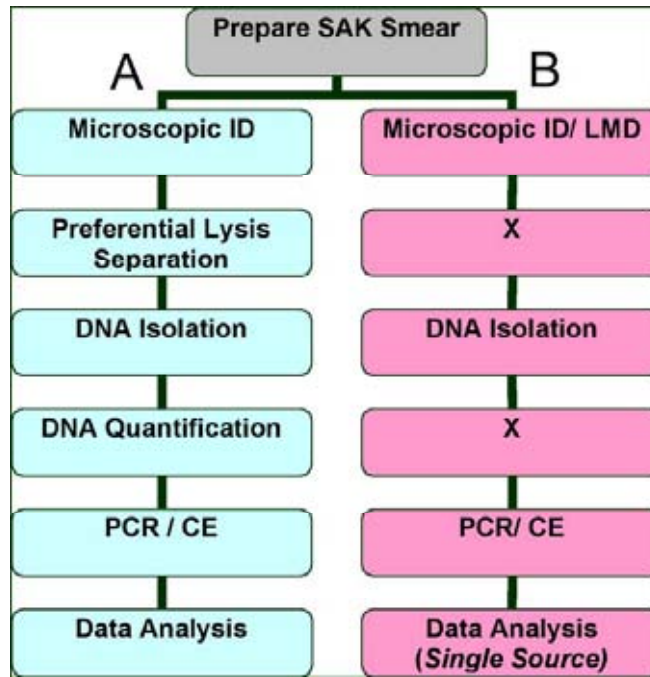 Prepare SAK Smear
A
B
Microscopic ID
Preferential Lysis
Separation
DNA Isolation
DNA Quantification
PCR / CE
Data Analysis
Microscopic ID/ LMD
X
DNA Isolation
X
PCR/ CE
Data Analysis
(Single Source)